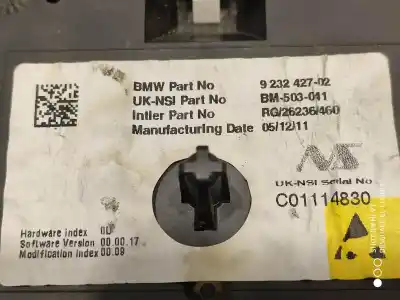 BMW Part No 9 232 427-02
UK-NSI Part No BM-503-011
Intier Part No RG/26236/460
Manufacturing Date 05/12/11
UK-NSI Serial No
C01114830
Hardware index
Software Version 00.00.17
Modification index 00.09